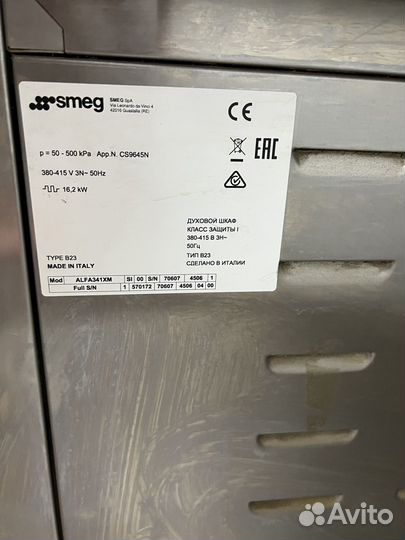 smeg
SMEG SpA
Via Leonardo da Vinci 4
42016 Guastalla (RE)
CE
p = 50 - 500 kPa App.N. CS9645N
EAC
380-415 V 3N~ 50Hz
16,2 kW
ДУХОВОЙ ШКАФ
КЛАСС ЗАЩИТЫ I
380-415 В 3Н~
50Гц
TYPE B23
ТИП B23
MADE IN ITALY
СДЕЛАНО В ИТАЛИИ
Mod ALFA341XM SI 00 S/N 70607 4506 1
Full S/N 1 570172 70607 4506 04 00
Avito